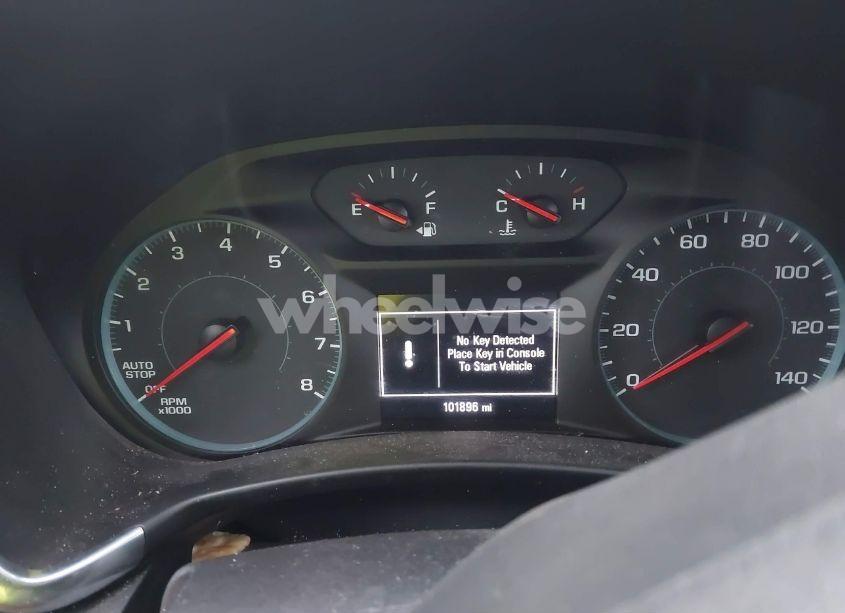 E F
C H
1 2 3 4 5 6 7 8
AUTO
STOP
OFF
RPM
x1000
0 20 40 60 80 100 120 140
wheelwise
No Key Detected
Place Key in Console
To Start Vehicle
101896 mi